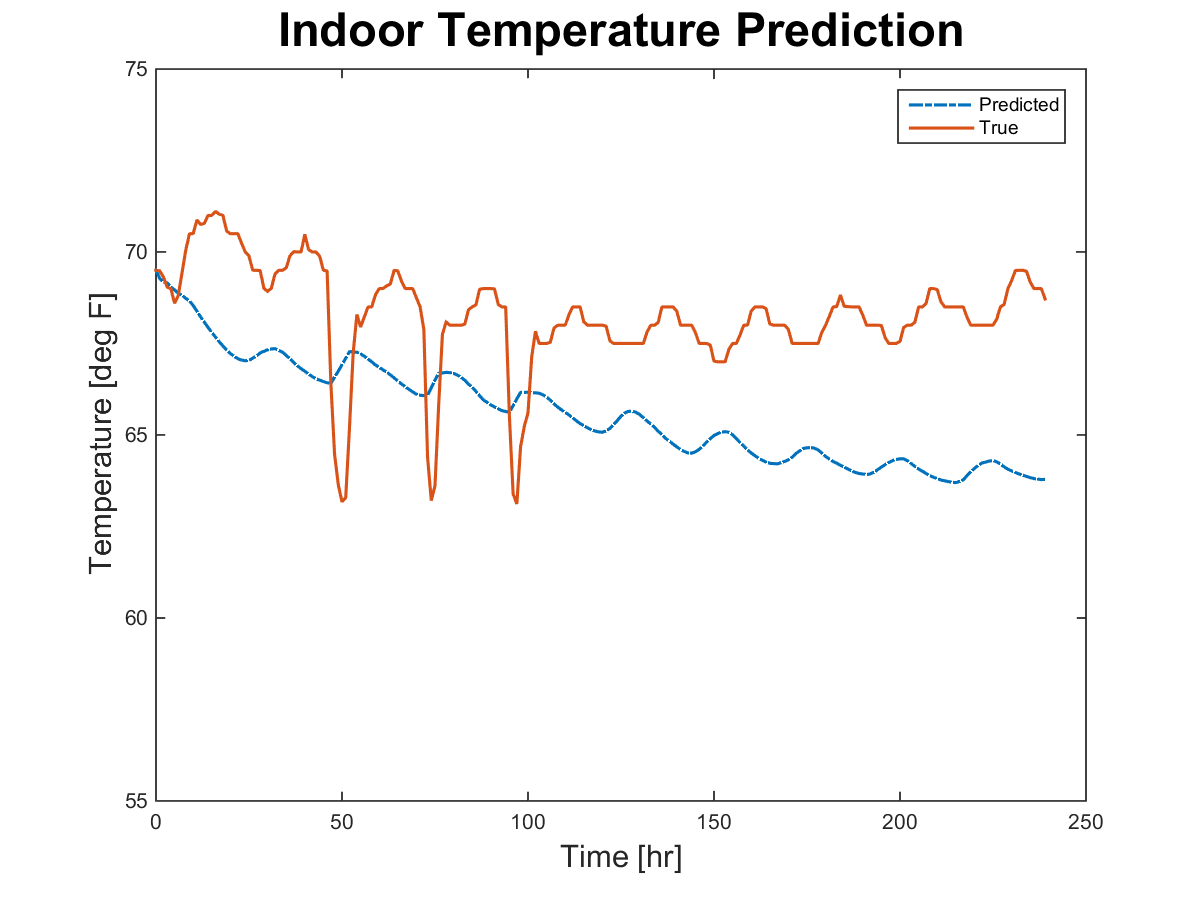 Indoor Temperature Prediction
Predicted
True
Temperature [deg F]
75
70
65
60
55
0 50 100 150 200 250
Time [hr]